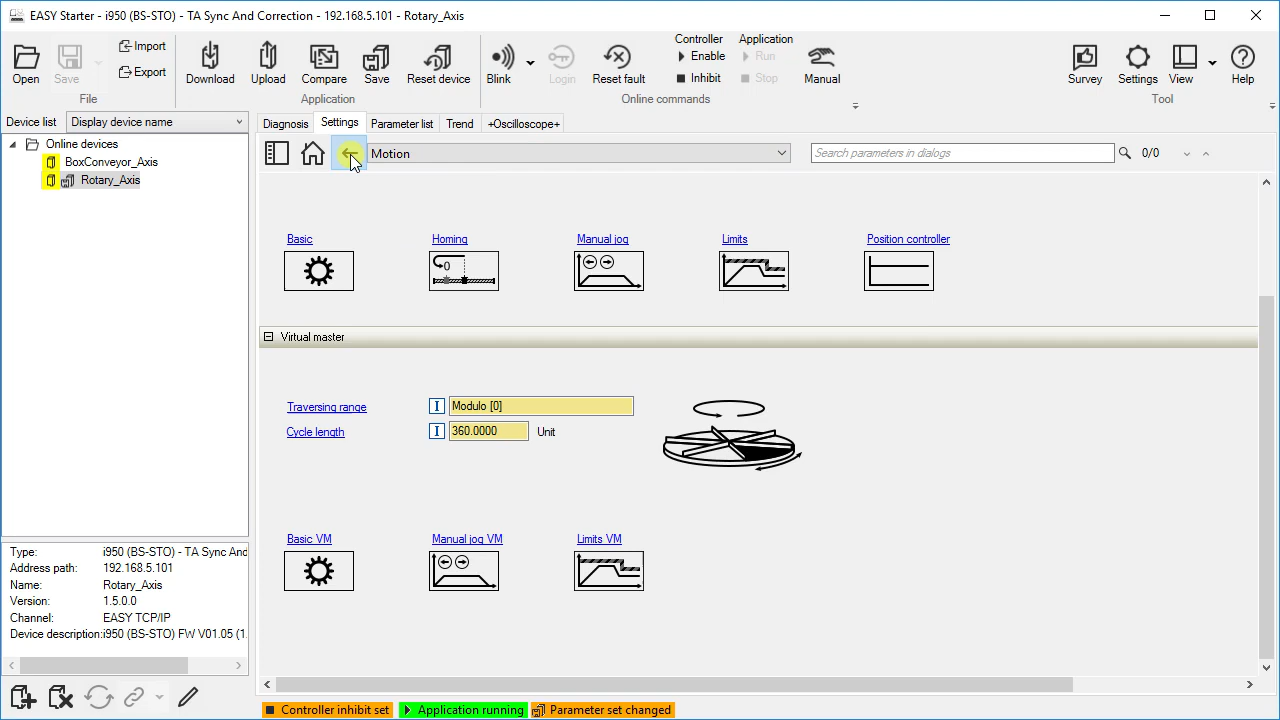 EASY Starter - i950 (BS-STO) – TA Sync And Correction - 192.168.5.101 - Rotary_Axis
Open
Save
Import
Export
File
Download
Upload
Compare
Save
Reset device
Application
Blink
Login
Reset fault
Controller
Enable
Inhibit
Application
Run
Stop
Manual
Online commands
Survey
Settings
View
Help
Tool
Device list
Display device name
Online devices
BoxConveyor_Axis
Rotary_Axis
Diagnosis
Settings
Parameter list
Trend
+Oscilloscope+
Motion
Search parameters in dialogs
0/0
Basic
Homing
Manual jog
Limits
Position controller
0
Virtual master
Traversing range
I
Modulo [0]
Cycle length
I
360.0000
Unit
Basic VM
Manual jog VM
Limits VM
Type: i950 (BS-STO) - TA Sync And
Address path: 192.168.5.101
Name: Rotary_Axis
Version: 1.5.0.0
Channel: EASY TCP/IP
Device description:i950 (BS-STO) FW V01.05 (1.
Controller inhibit set
Application running
Parameter set changed